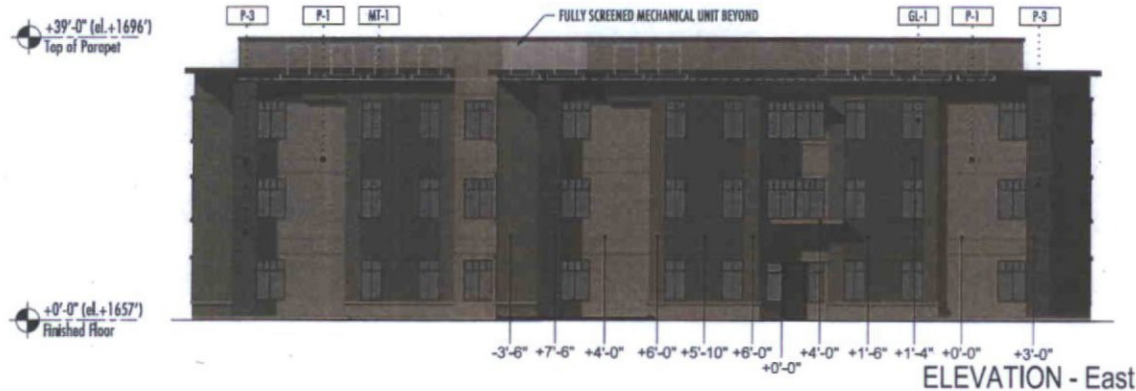 P-3 P-1 MT-1 FULLY SCREENED MECHANICAL UNIT BEYOND GL-1 P-1 P-3
+39'-0" (el.+1696')
Top of Parapet
+0'-0" (el.+1657')
Finished Floor
-3'-6" +7'-6" +4'-0" +6'-0" +5'-10" +6'-0" +0'-0" +4'-0" +1'-6" +1'-4" +0'-0" +3'-0"
ELEVATION - East